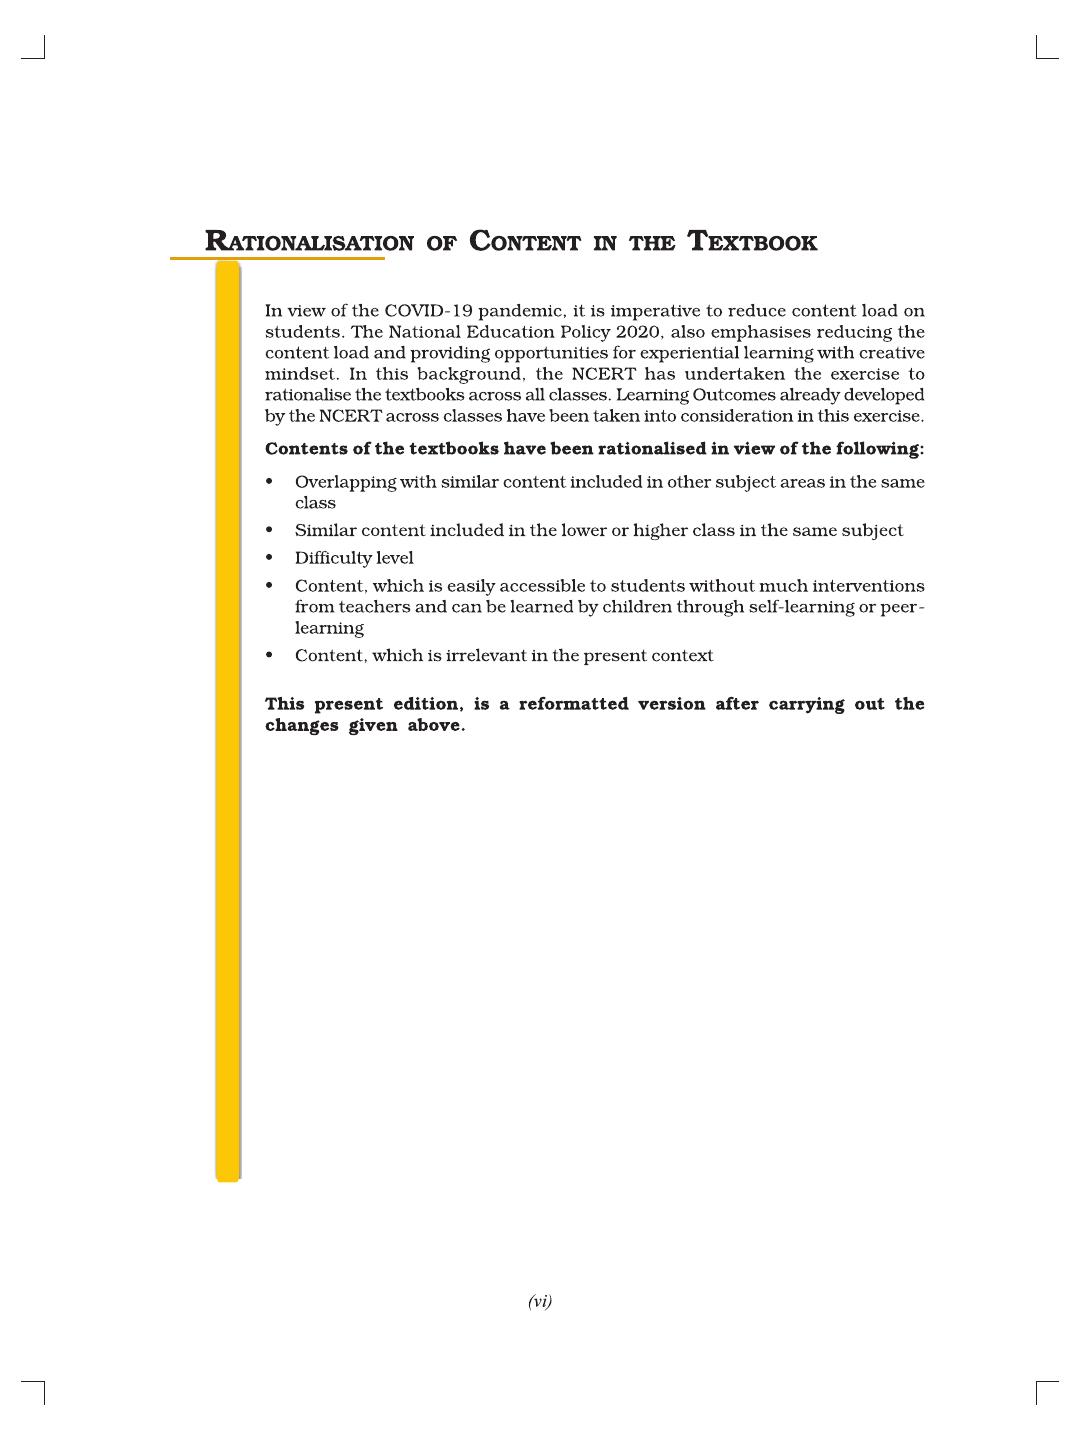 RATIONALISATION OF CONTENT IN THE TEXTBOOK
In view of the COVID-19 pandemic, it is imperative to reduce content load on
students. The National Education Policy 2020, also emphasises reducing the
content load and providing opportunities for experiential learning with creative
mindset. In this background, the NCERT has undertaken the exercise to
rationalise the textbooks across all classes. Learning Outcomes already developed
by the NCERT across classes have been taken into consideration in this exercise.
Contents of the textbooks have been rationalised in view of the following:
• Overlapping with similar content included in other subject areas in the same
class
• Similar content included in the lower or higher class in the same subject
• Difficulty level
• Content, which is easily accessible to students without much interventions
from teachers and can be learned by children through self-learning or peer-
learning
• Content, which is irrelevant in the present context
This present edition, is a reformatted version after carrying out the
changes given above.
(vi)